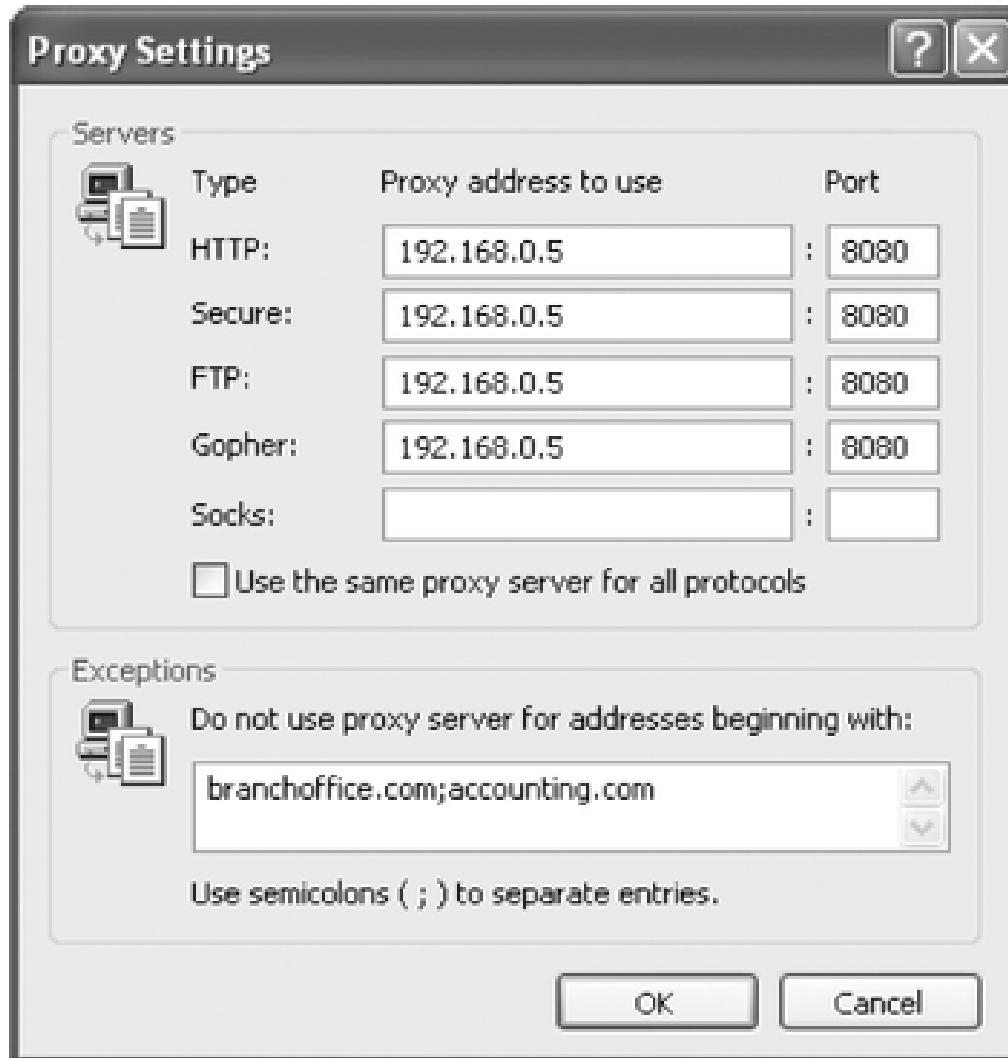 Proxy Settings
Servers
Type Proxy address to use Port
HTTP: 192.168.0.5 : 8080
Secure: 192.168.0.5 : 8080
FTP: 192.168.0.5 : 8080
Gopher: 192.168.0.5 : 8080
Socks: :
Use the same proxy server for all protocols
Exceptions
Do not use proxy server for addresses beginning with:
branchoffice.com;accounting.com
Use semicolons ( ; ) to separate entries.
OK Cancel